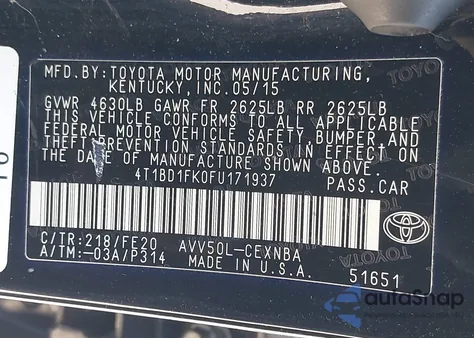 MFD.BY:TOYOTA MOTOR MANUFACTURING,
KENTUCKY, INC.05/15
GVWR 4630LB GAWR FR 2625LB RR 2625LB
THIS VEHICLE CONFORMS TO ALL APPLICABLE
FEDERAL MOTOR VEHICLE SAFETY, BUMPER, AND
THEFT PREVENTION STANDARDS IN EFFECT ON
THE DATE OF MANUFACTURE SHOWN ABOVE.
4T1BD1FK0FU171937 PASS.CAR
C/TR:218/FE20 AVV50L-CEXNBA
A/TM:-03A/P314 MADE IN U.S.A.
TOYOTA
51651
autoSnap